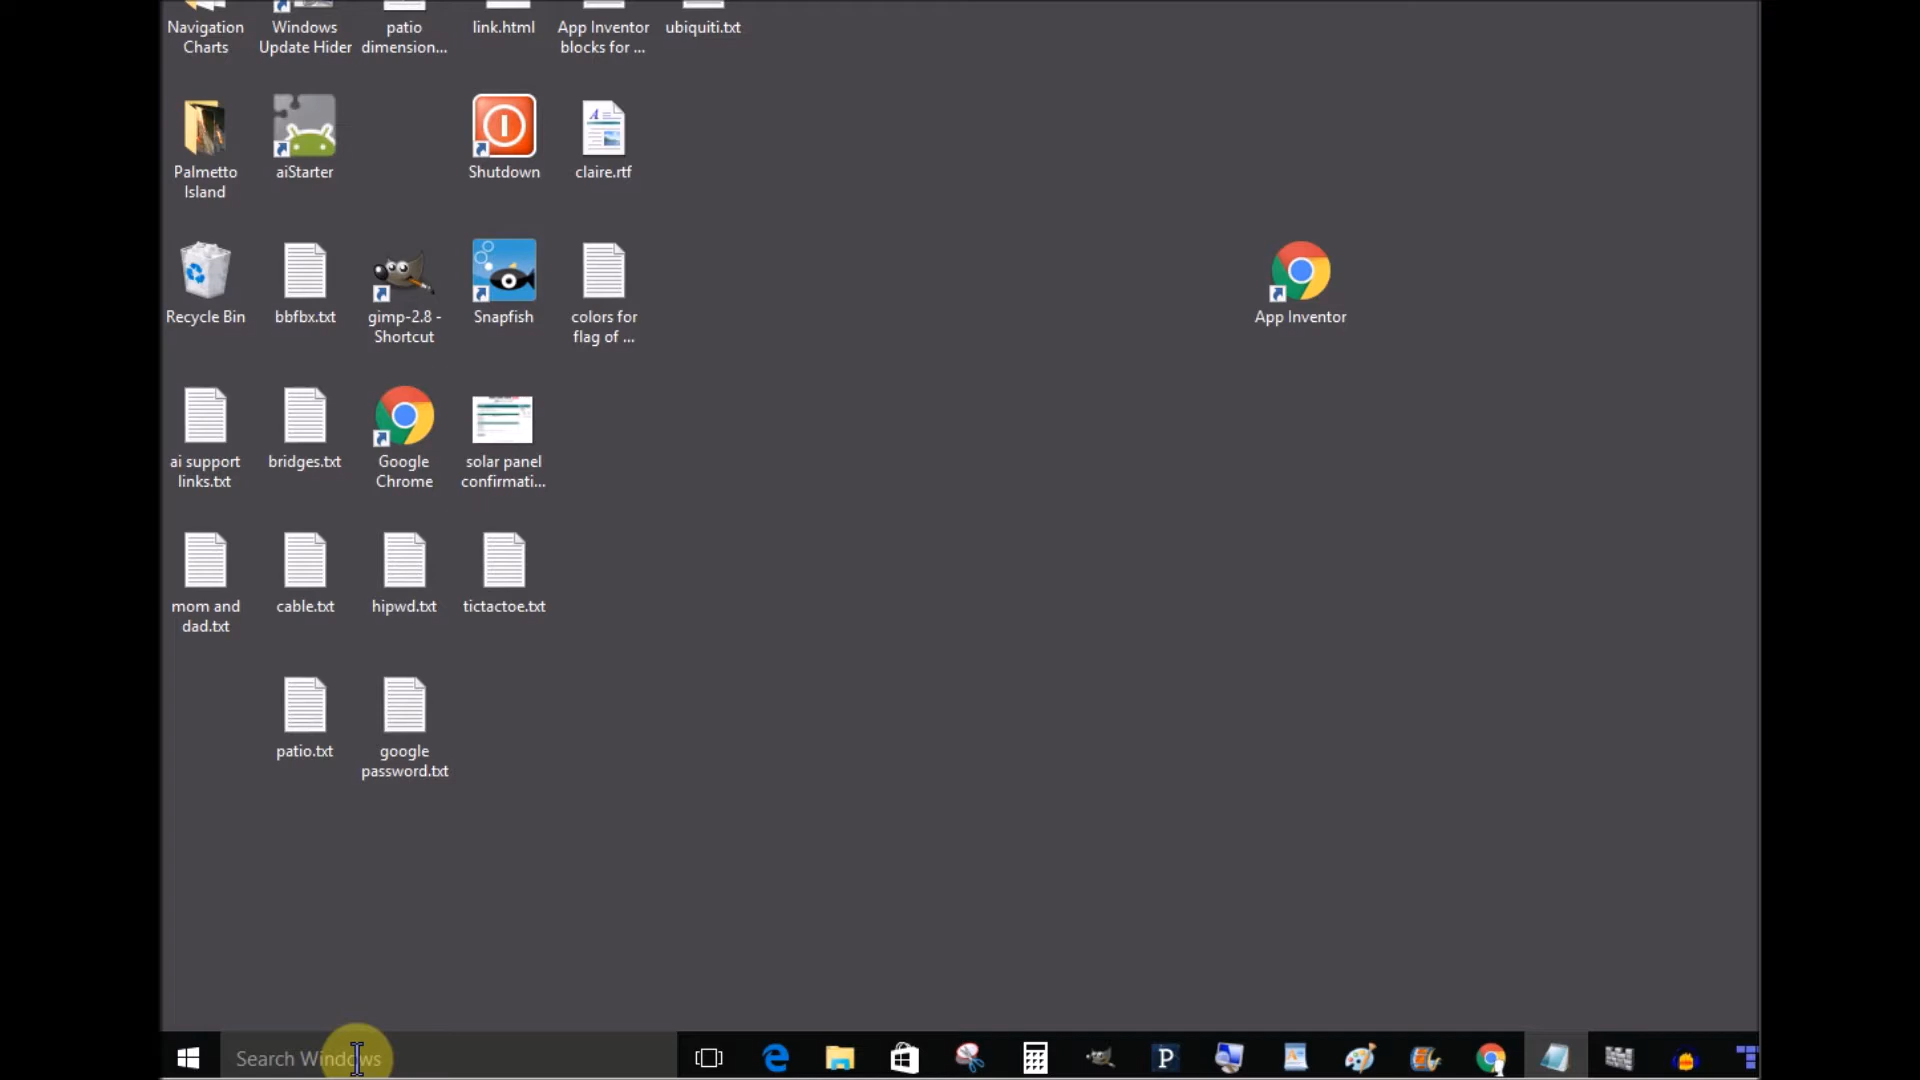 Navigation
Charts
Windows
Update Hider
patio
dimension...
link.html
App Inventor
blocks for ...
ubiquiti.txt
Palmetto
Island
aiStarter
Shutdown
claire.rtf
Recycle Bin
bbfbx.txt
gimp-2.8 -
Shortcut
Snapfish
colors for
flag of ...
App Inventor
ai support
links.txt
bridges.txt
Google
Chrome
solar panel
confirmati...
mom and
dad.txt
cable.txt
hipwd.txt
tictactoe.txt
patio.txt
google
password.txt
Search Windows